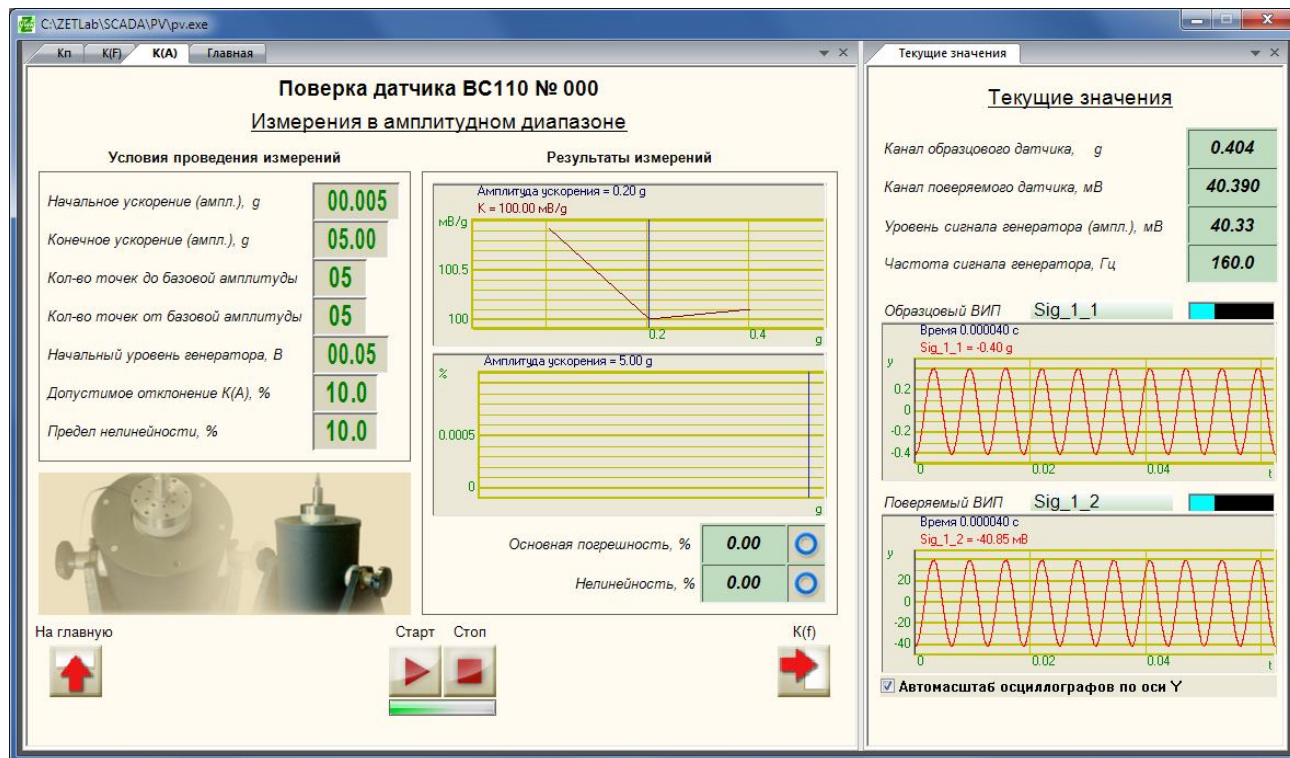 C:\ZETLab\SCADA\PV\pv.exe
Кп K(F) K(A) Главная
Поверка датчика ВС110 № 000
Измерения в амплитудном диапазоне
Условия проведения измерений
Начальное ускорение (ампл.), g 00.005
Конечное ускорение (ампл.), g 05.00
Кол-во точек до базовой амплитуды 05
Кол-во точек от базовой амплитуды 05
Начальный уровень генератора, В 00.05
Допустимое отклонение К(А), % 10.0
Предел нелинейности, % 10.0
Результаты измерений
Амплитуда ускорения = 0.20 g
K = 100.00 мВ/g
мВ/g
100.5
100
0.2 0.4 g
Амплитуда ускорения = 5.00 g
%
0.0005
0
g
Основная погрешность, % 0.00
Нелинейность, % 0.00
На главную
Старт Стоп
K(f)
Текущие значения
Текущие значения
Канал образцового датчика, g 0.404
Канал поверяемого датчика, мВ 40.390
Уровень сигнала генератора (ампл.), мВ 40.33
Частота сигнала генератора, Гц 160.0
Образцовый ВИП Sig_1_1
Время 0.000040 с
Sig_1_1 = -0.40 g
y
0.2
0
-0.2
-0.4
0 0.02 0.04 t
Поверяемый ВИП Sig_1_2
Время 0.000040 с
Sig_1_2 = -40.85 мВ
y
20
0
-20
-40
0 0.02 0.04 t
Автомасштаб осциллографов по оси Y